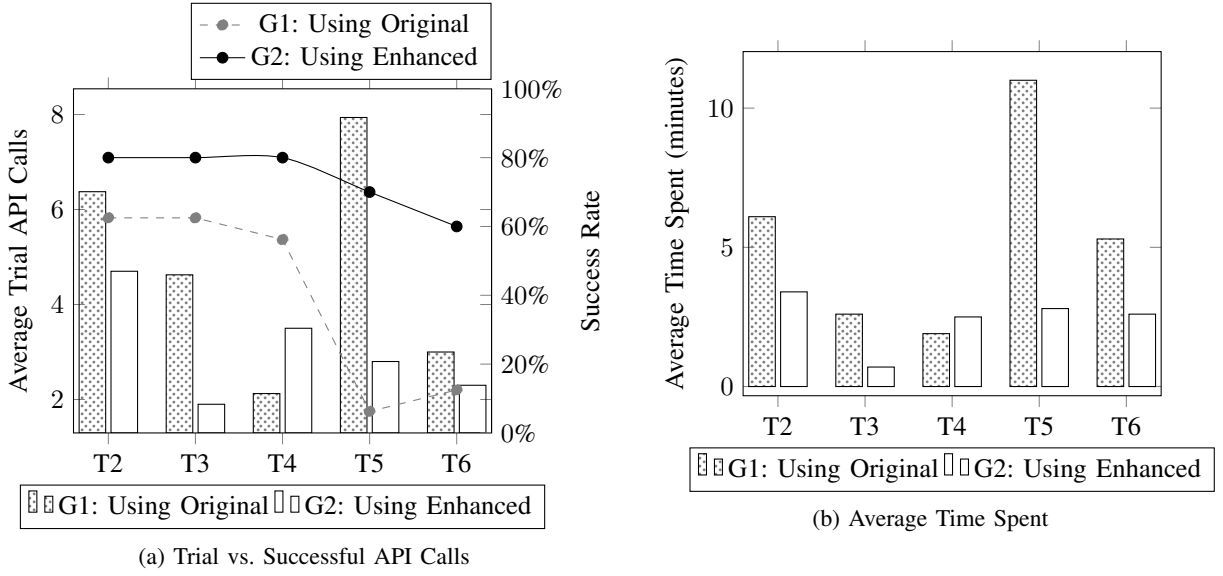 G1: Using Original
G2: Using Enhanced
Average Trial API Calls
8
6
4
2
100%
80%
60%
40%
20%
0%
Success Rate
T2 T3 T4 T5 T6
G1: Using Original G2: Using Enhanced
(a) Trial vs. Successful API Calls
Average Time Spent (minutes)
10
5
0
T2 T3 T4 T5 T6
G1: Using Original G2: Using Enhanced
(b) Average Time Spent